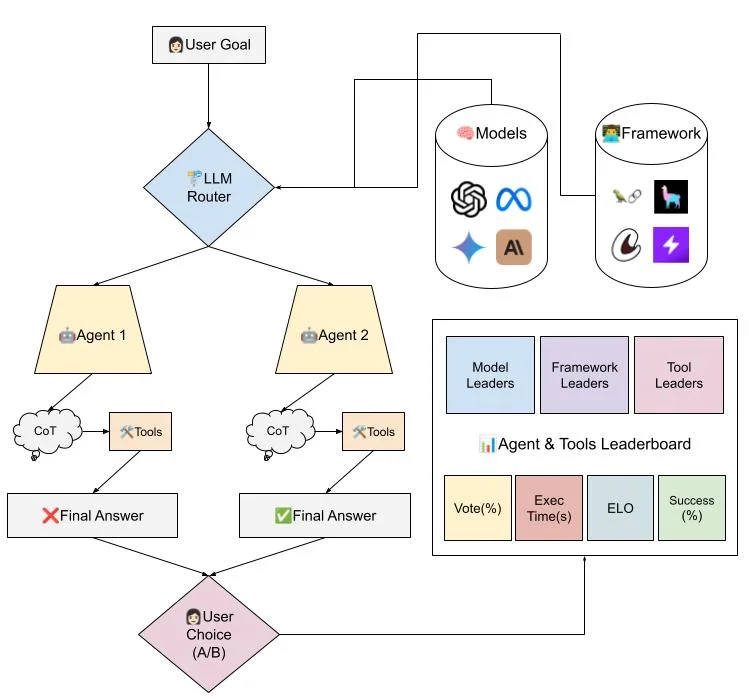 👩🏻User Goal
🧠Models
👨‍💻Framework
LLM
Router
🤖Agent 1
🤖Agent 2
CoT
🛠Tools
CoT
🛠Tools
❌Final Answer
✅Final Answer
👩🏻User
Choice
(A/B)
Model
Leaders
Framework
Leaders
Tool
Leaders
📊Agent & Tools Leaderboard
Vote(%)
Exec
Time(s)
ELO
Success
(%)